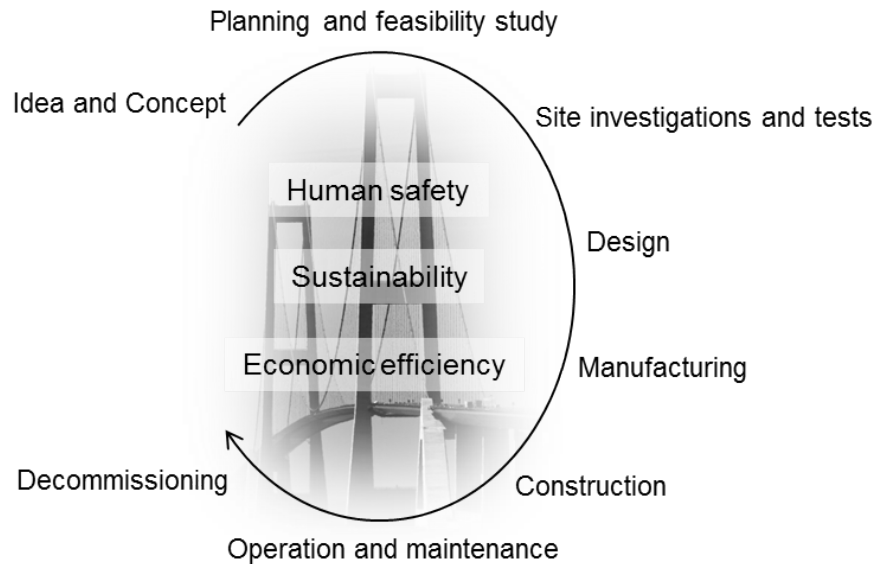 Planning and feasibility study
Idea and Concept
Site investigations and tests
Human safety
Design
Sustainability
Economic efficiency
Manufacturing
Decommissioning
Construction
Operation and maintenance